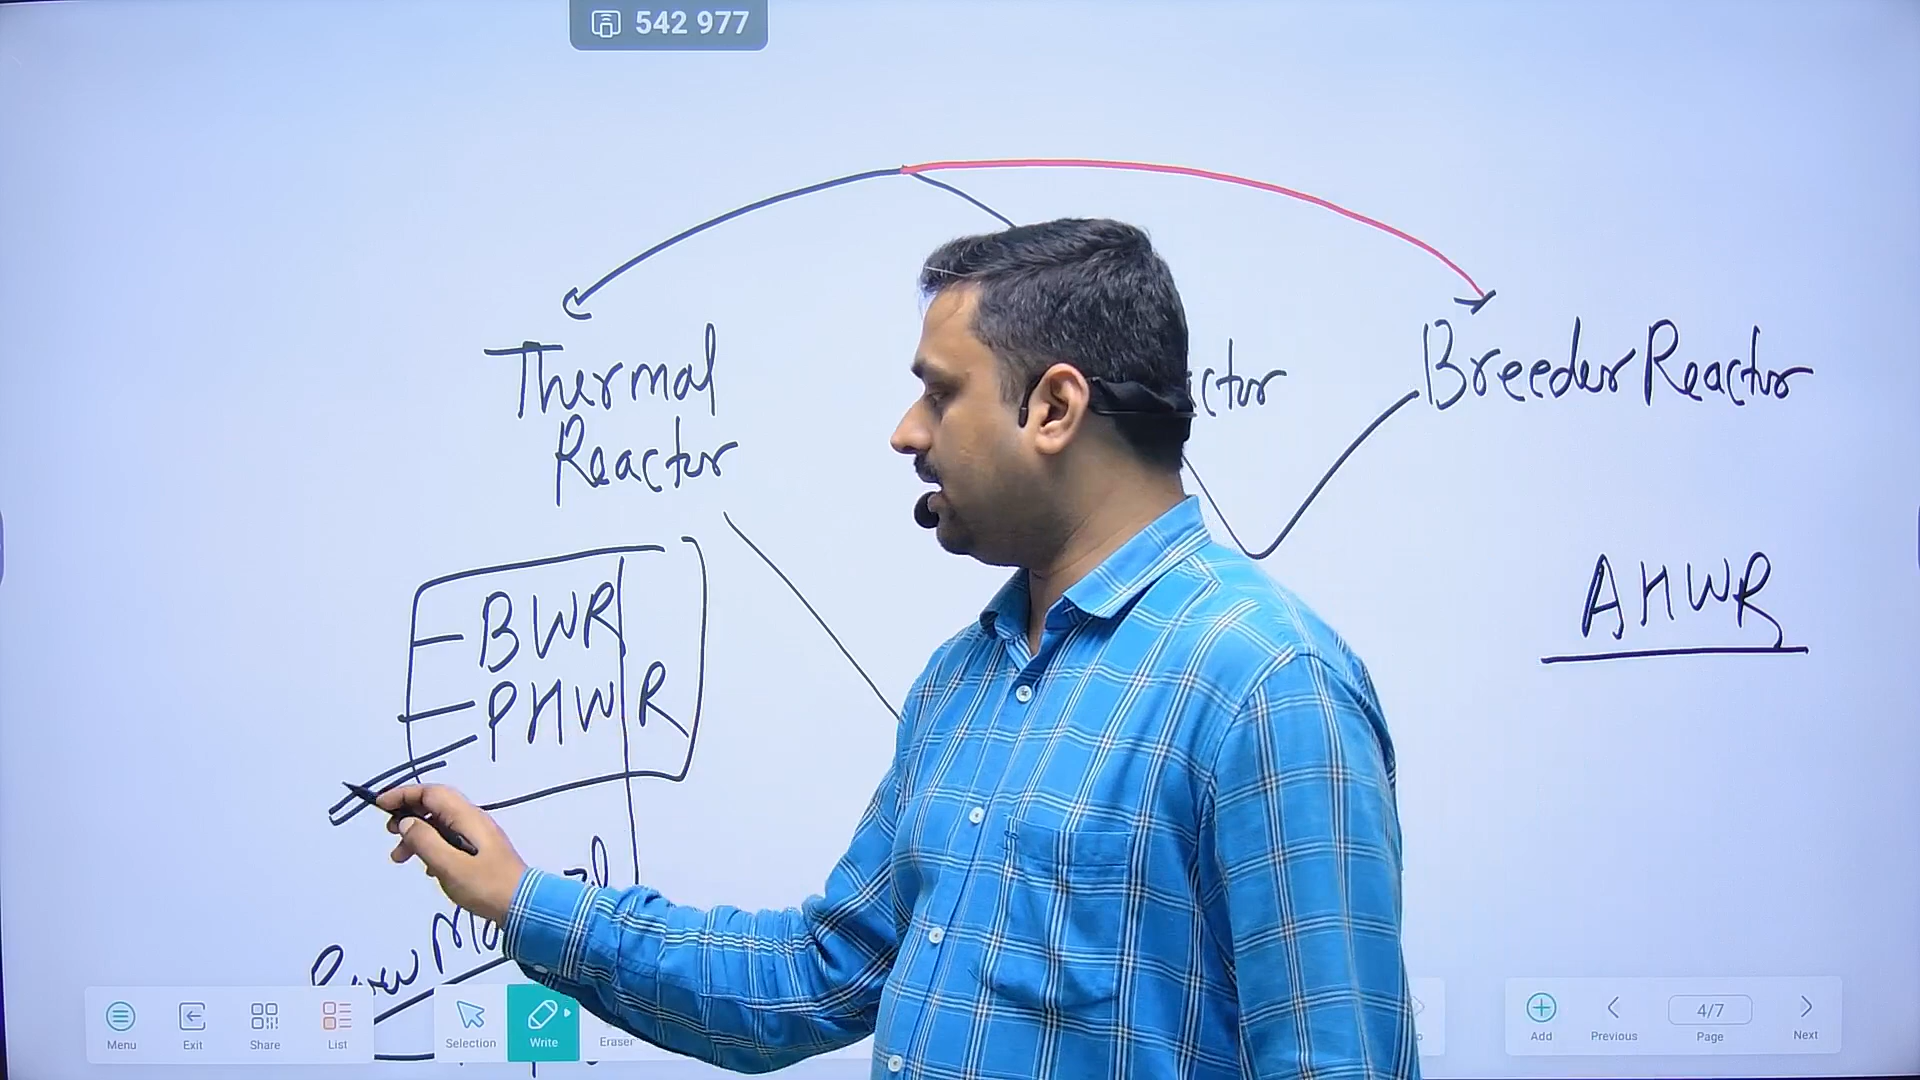 542 977
Thermal
Reactor
Breeder Reactor
BWR
PHWR
AHWR
Menu
Exit
Share
List
Selection
Write
Eraser
Add
Previous
4/7
Page
Next